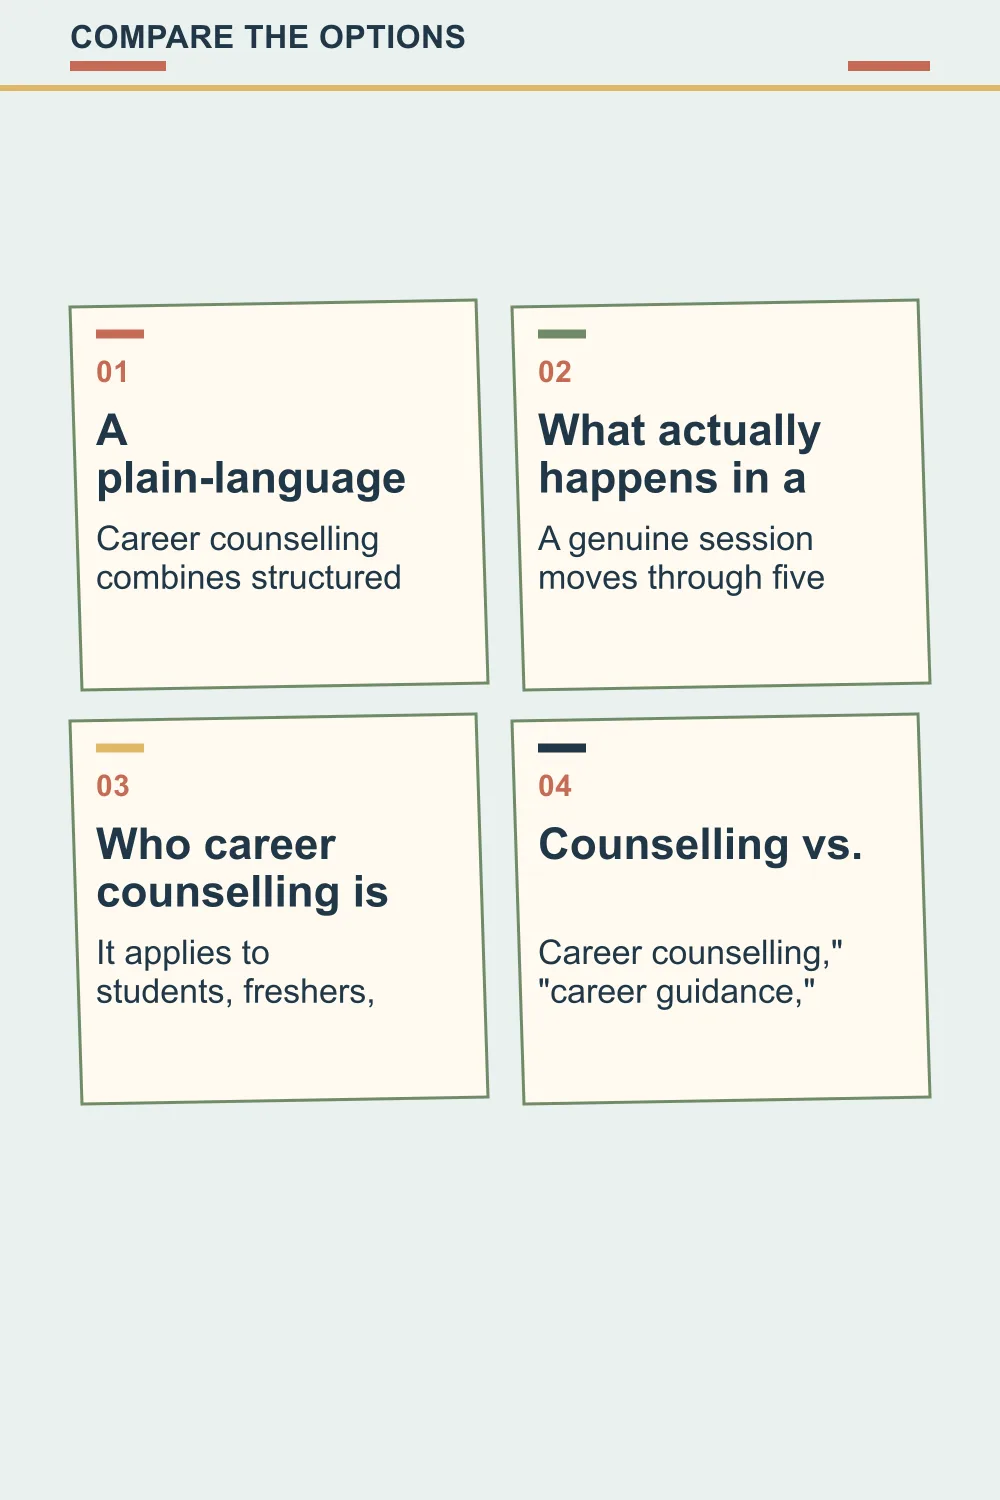 COMPARE THE OPTIONS
01
A
plain-language
Career counselling
combines structured
02
What actually
happens in a
A genuine session
moves through five
03
Who career
counselling is
It applies to
students, freshers,
04
Counselling vs.
Career counselling,"
"career guidance,"